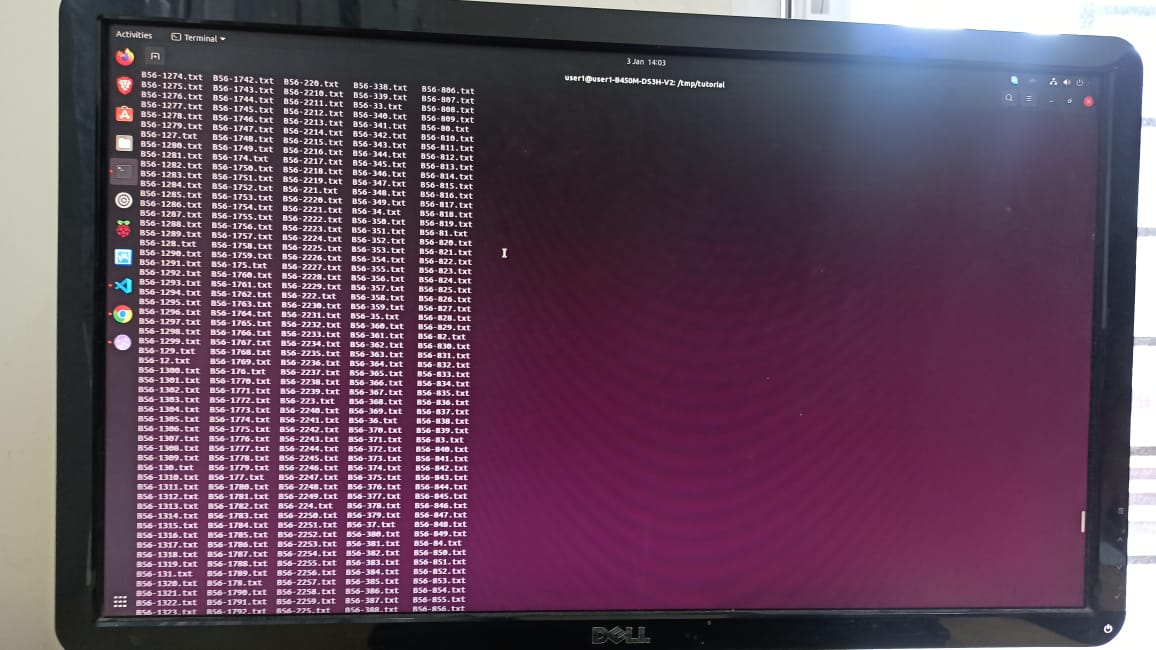 Activities
Terminal
3 Jan 14:03
user1@user1-B450M-DS3H-V2: /tmp/tutorial
B56-1274.txt B56-1742.txt B56-220.txt B56-338.txt B56-806.txt
B56-1275.txt B56-1743.txt B56-2210.txt B56-339.txt B56-807.txt
B56-1276.txt B56-1744.txt B56-2211.txt B56-33.txt B56-808.txt
B56-1277.txt B56-1745.txt B56-2212.txt B56-340.txt B56-809.txt
B56-1278.txt B56-1746.txt B56-2213.txt B56-341.txt B56-80.txt
B56-1279.txt B56-1747.txt B56-2214.txt B56-342.txt B56-810.txt
B56-127.txt B56-1748.txt B56-2215.txt B56-343.txt B56-811.txt
B56-1280.txt B56-1749.txt B56-2216.txt B56-344.txt B56-812.txt
B56-1281.txt B56-174.txt B56-2217.txt B56-345.txt B56-813.txt
B56-1282.txt B56-1750.txt B56-2218.txt B56-346.txt B56-814.txt
B56-1283.txt B56-1751.txt B56-2219.txt B56-347.txt B56-815.txt
B56-1284.txt B56-1752.txt B56-221.txt B56-348.txt B56-816.txt
B56-1285.txt B56-1753.txt B56-2220.txt B56-349.txt B56-817.txt
B56-1286.txt B56-1754.txt B56-2221.txt B56-34.txt B56-818.txt
B56-1287.txt B56-1755.txt B56-2222.txt B56-350.txt B56-819.txt
B56-1288.txt B56-1756.txt B56-2223.txt B56-351.txt B56-81.txt
B56-1289.txt B56-1757.txt B56-2224.txt B56-352.txt B56-820.txt
B56-128.txt B56-1758.txt B56-2225.txt B56-353.txt B56-821.txt
B56-1290.txt B56-1759.txt B56-2226.txt B56-354.txt B56-822.txt
B56-1291.txt B56-175.txt B56-2227.txt B56-355.txt B56-823.txt
B56-1292.txt B56-1760.txt B56-2228.txt B56-356.txt B56-824.txt
B56-1293.txt B56-1761.txt B56-2229.txt B56-357.txt B56-825.txt
B56-1294.txt B56-1762.txt B56-222.txt B56-358.txt B56-826.txt
B56-1295.txt B56-1763.txt B56-2230.txt B56-359.txt B56-827.txt
B56-1296.txt B56-1764.txt B56-2231.txt B56-35.txt B56-828.txt
B56-1297.txt B56-1765.txt B56-2232.txt B56-360.txt B56-829.txt
B56-1298.txt B56-1766.txt B56-2233.txt B56-361.txt B56-82.txt
B56-1299.txt B56-1767.txt B56-2234.txt B56-362.txt B56-830.txt
B56-129.txt B56-1768.txt B56-2235.txt B56-363.txt B56-831.txt
B56-12.txt B56-1769.txt B56-2236.txt B56-364.txt B56-832.txt
B56-1300.txt B56-176.txt B56-2237.txt B56-365.txt B56-833.txt
B56-1301.txt B56-1770.txt B56-2238.txt B56-366.txt B56-834.txt
B56-1302.txt B56-1771.txt B56-2239.txt B56-367.txt B56-835.txt
B56-1303.txt B56-1772.txt B56-223.txt B56-368.txt B56-836.txt
B56-1304.txt B56-1773.txt B56-2240.txt B56-369.txt B56-837.txt
B56-1305.txt B56-1774.txt B56-2241.txt B56-36.txt B56-838.txt
B56-1306.txt B56-1775.txt B56-2242.txt B56-370.txt B56-839.txt
B56-1307.txt B56-1776.txt B56-2243.txt B56-371.txt B56-83.txt
B56-1308.txt B56-1777.txt B56-2244.txt B56-372.txt B56-840.txt
B56-1309.txt B56-1778.txt B56-2245.txt B56-373.txt B56-841.txt
B56-130.txt B56-1779.txt B56-2246.txt B56-374.txt B56-842.txt
B56-1310.txt B56-177.txt B56-2247.txt B56-375.txt B56-843.txt
B56-1311.txt B56-1780.txt B56-2248.txt B56-376.txt B56-844.txt
B56-1312.txt B56-1781.txt B56-2249.txt B56-377.txt B56-845.txt
B56-1313.txt B56-1782.txt B56-224.txt B56-378.txt B56-846.txt
B56-1314.txt B56-1783.txt B56-2250.txt B56-379.txt B56-847.txt
B56-1315.txt B56-1784.txt B56-2251.txt B56-37.txt B56-848.txt
B56-1316.txt B56-1785.txt B56-2252.txt B56-380.txt B56-849.txt
B56-1317.txt B56-1786.txt B56-2253.txt B56-381.txt B56-84.txt
B56-1318.txt B56-1787.txt B56-2254.txt B56-382.txt B56-850.txt
B56-1319.txt B56-1788.txt B56-2255.txt B56-383.txt B56-851.txt
B56-131.txt B56-1789.txt B56-2256.txt B56-384.txt B56-852.txt
B56-1320.txt B56-178.txt B56-2257.txt B56-385.txt B56-853.txt
B56-1321.txt B56-1790.txt B56-2258.txt B56-386.txt B56-854.txt
B56-1322.txt B56-1791.txt B56-2259.txt B56-387.txt B56-855.txt
B56-1323.txt B56-1792.txt B56-225.txt B56-388.txt B56-856.txt
DELL